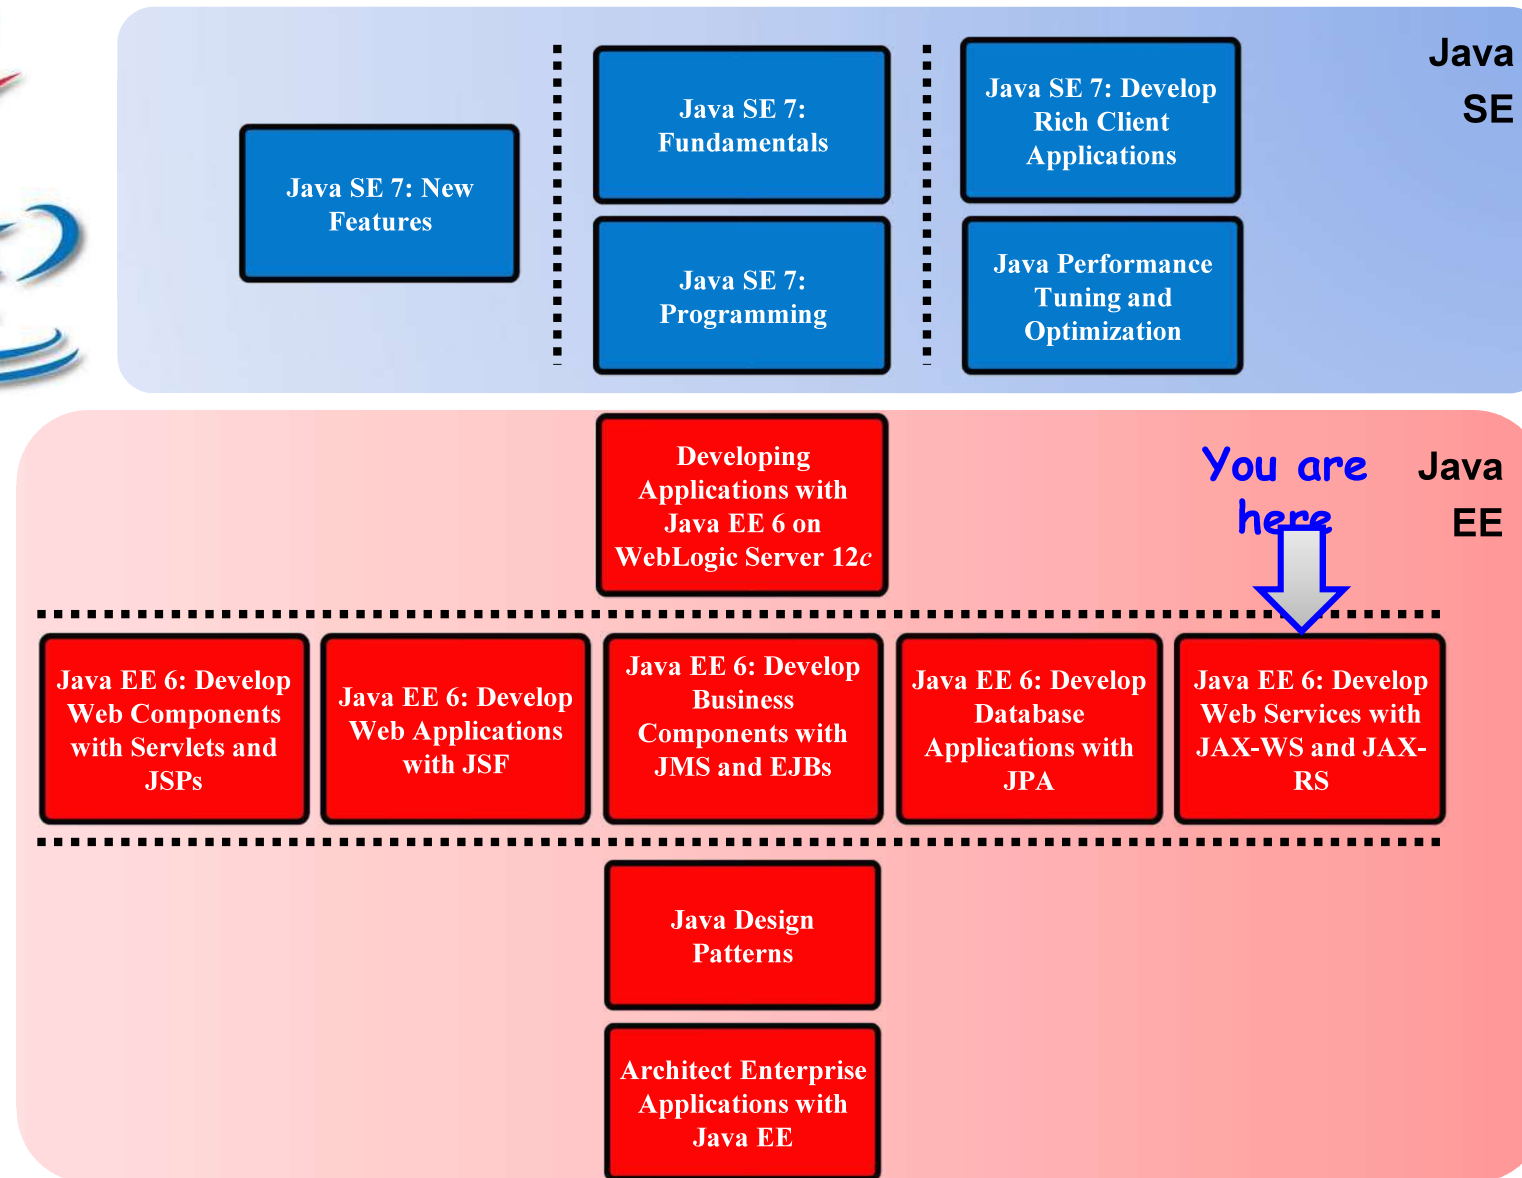 Java
SE
Java SE 7: New
Features
Java SE 7:
Fundamentals
Java SE 7:
Programming
Java SE 7: Develop
Rich Client
Applications
Java Performance
Tuning and
Optimization
Java
EE
You are
here
Developing
Applications with
Java EE 6 on
WebLogic Server 12c
Java EE 6: Develop
Web Components
with Servlets and
JSPs
Java EE 6: Develop
Web Applications
with JSF
Java EE 6: Develop
Business
Components with
JMS and EJBs
Java EE 6: Develop
Database
Applications with
JPA
Java EE 6: Develop
Web Services with
JAX-WS and JAX-
RS
Java Design
Patterns
Architect Enterprise
Applications with
Java EE